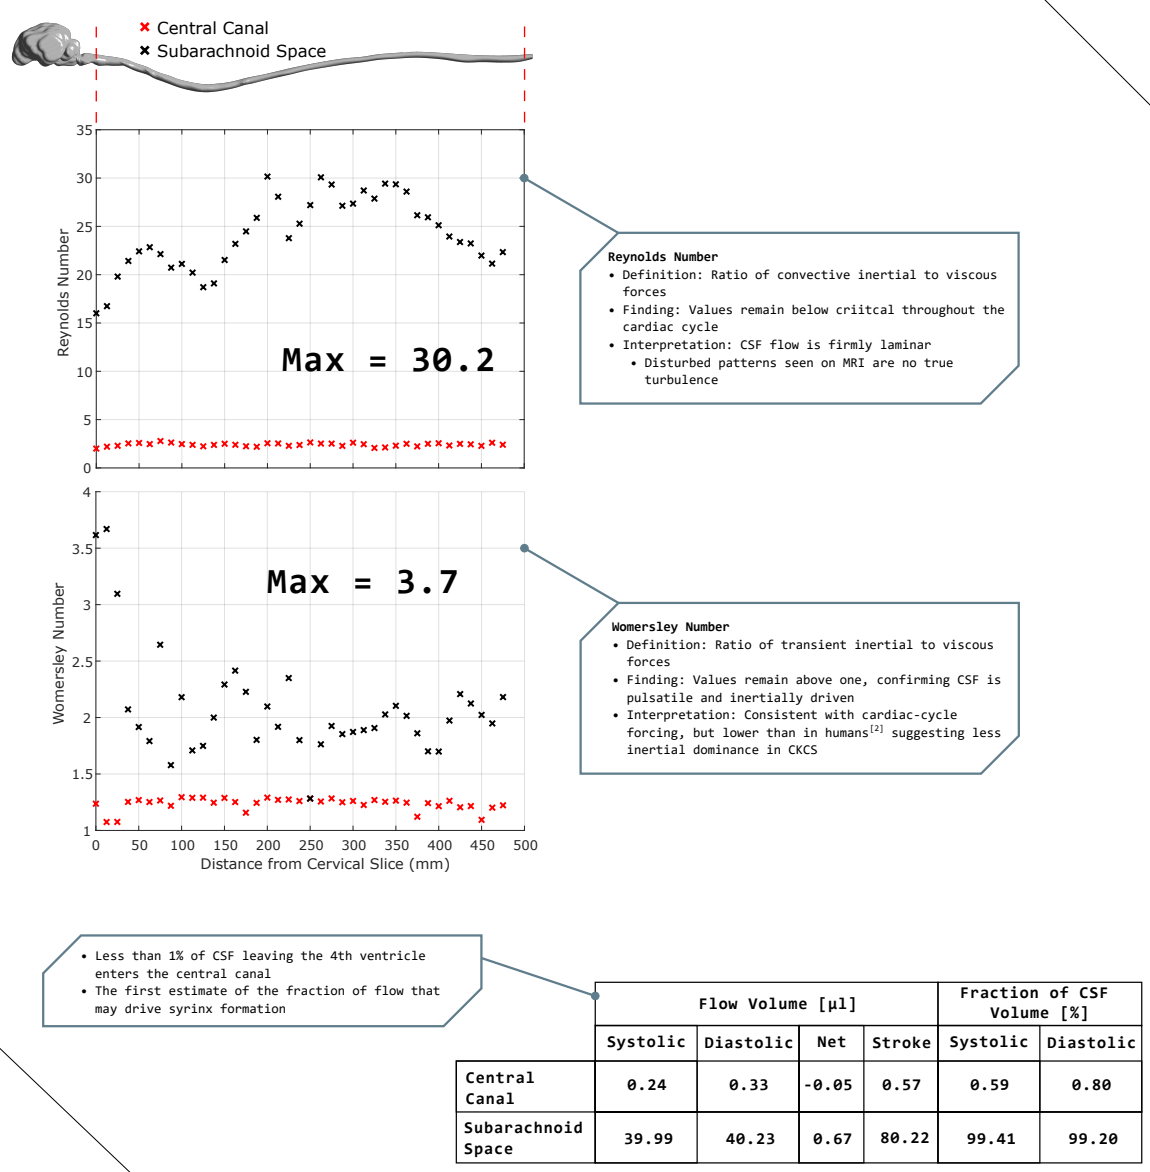 Central Canal
Subarachnoid Space
35
30
25
20
15
10
5
0
Reynolds Number
Max = 30.2
Reynolds Number
• Definition: Ratio of convective inertial to viscous
forces
• Finding: Values remain below criitcal throughout the
cardiac cycle
• Interpretation: CSF flow is firmly laminar
• Disturbed patterns seen on MRI are no true
turbulence
4
3.5
3
2.5
2
1.5
1
Womersley Number
Max = 3.7
0 50 100 150 200 250 300 350 400 450 500
Distance from Cervical Slice (mm)
Womersley Number
• Definition: Ratio of transient inertial to viscous
forces
• Finding: Values remain above one, confirming CSF is
pulsatile and inertially driven
• Interpretation: Consistent with cardiac-cycle
forcing, but lower than in humans[2] suggesting less
inertial dominance in CKCS
• Less than 1% of CSF leaving the 4th ventricle
enters the central canal
• The first estimate of the fraction of flow that
may drive syrinx formation
Flow Volume [µl]
Fraction of CSF
Volume [%]
Systolic Diastolic Net Stroke Systolic Diastolic
Central
Canal
0.24 0.33 -0.05 0.57 0.59 0.80
Subarachnoid
Space
39.99 40.23 0.67 80.22 99.41 99.20